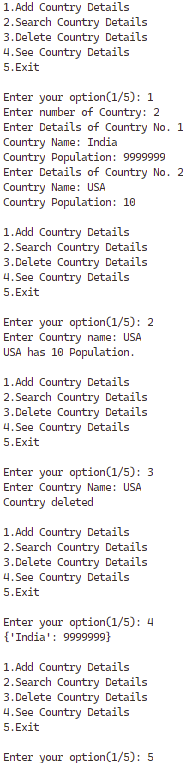 1.Add Country Details
2.Search Country Details
3.Delete Country Details
4.See Country Details
5.Exit

Enter your option(1/5): 1
Enter number of Country: 2
Enter Details of Country No. 1
Country Name: India
Country Population: 9999999
Enter Details of Country No. 2
Country Name: USA
Country Population: 10

1.Add Country Details
2.Search Country Details
3.Delete Country Details
4.See Country Details
5.Exit

Enter your option(1/5): 2
Enter Country name: USA
USA has 10 Population.

1.Add Country Details
2.Search Country Details
3.Delete Country Details
4.See Country Details
5.Exit

Enter your option(1/5): 3
Enter Country Name: USA
Country deleted

1.Add Country Details
2.Search Country Details
3.Delete Country Details
4.See Country Details
5.Exit

Enter your option(1/5): 4
{'India': 9999999}

1.Add Country Details
2.Search Country Details
3.Delete Country Details
4.See Country Details
5.Exit

Enter your option(1/5): 5